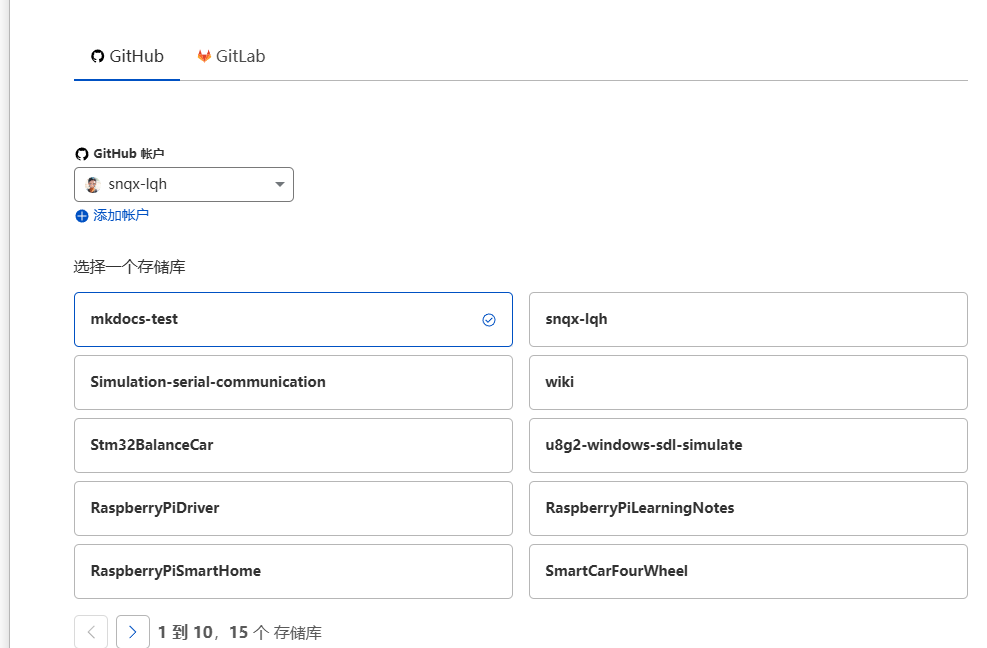 GitHub GitLab
GitHub 帐户
snqx-lqh
添加帐户
选择一个存储库
mkdocs-test snqx-lqh
Simulation-serial-communication wiki
Stm32BalanceCar u8g2-windows-sdl-simulate
RaspberryPiDriver RaspberryPiLearningNotes
RaspberryPiSmartHome SmartCarFourWheel
1 到 10，15 个 存储库